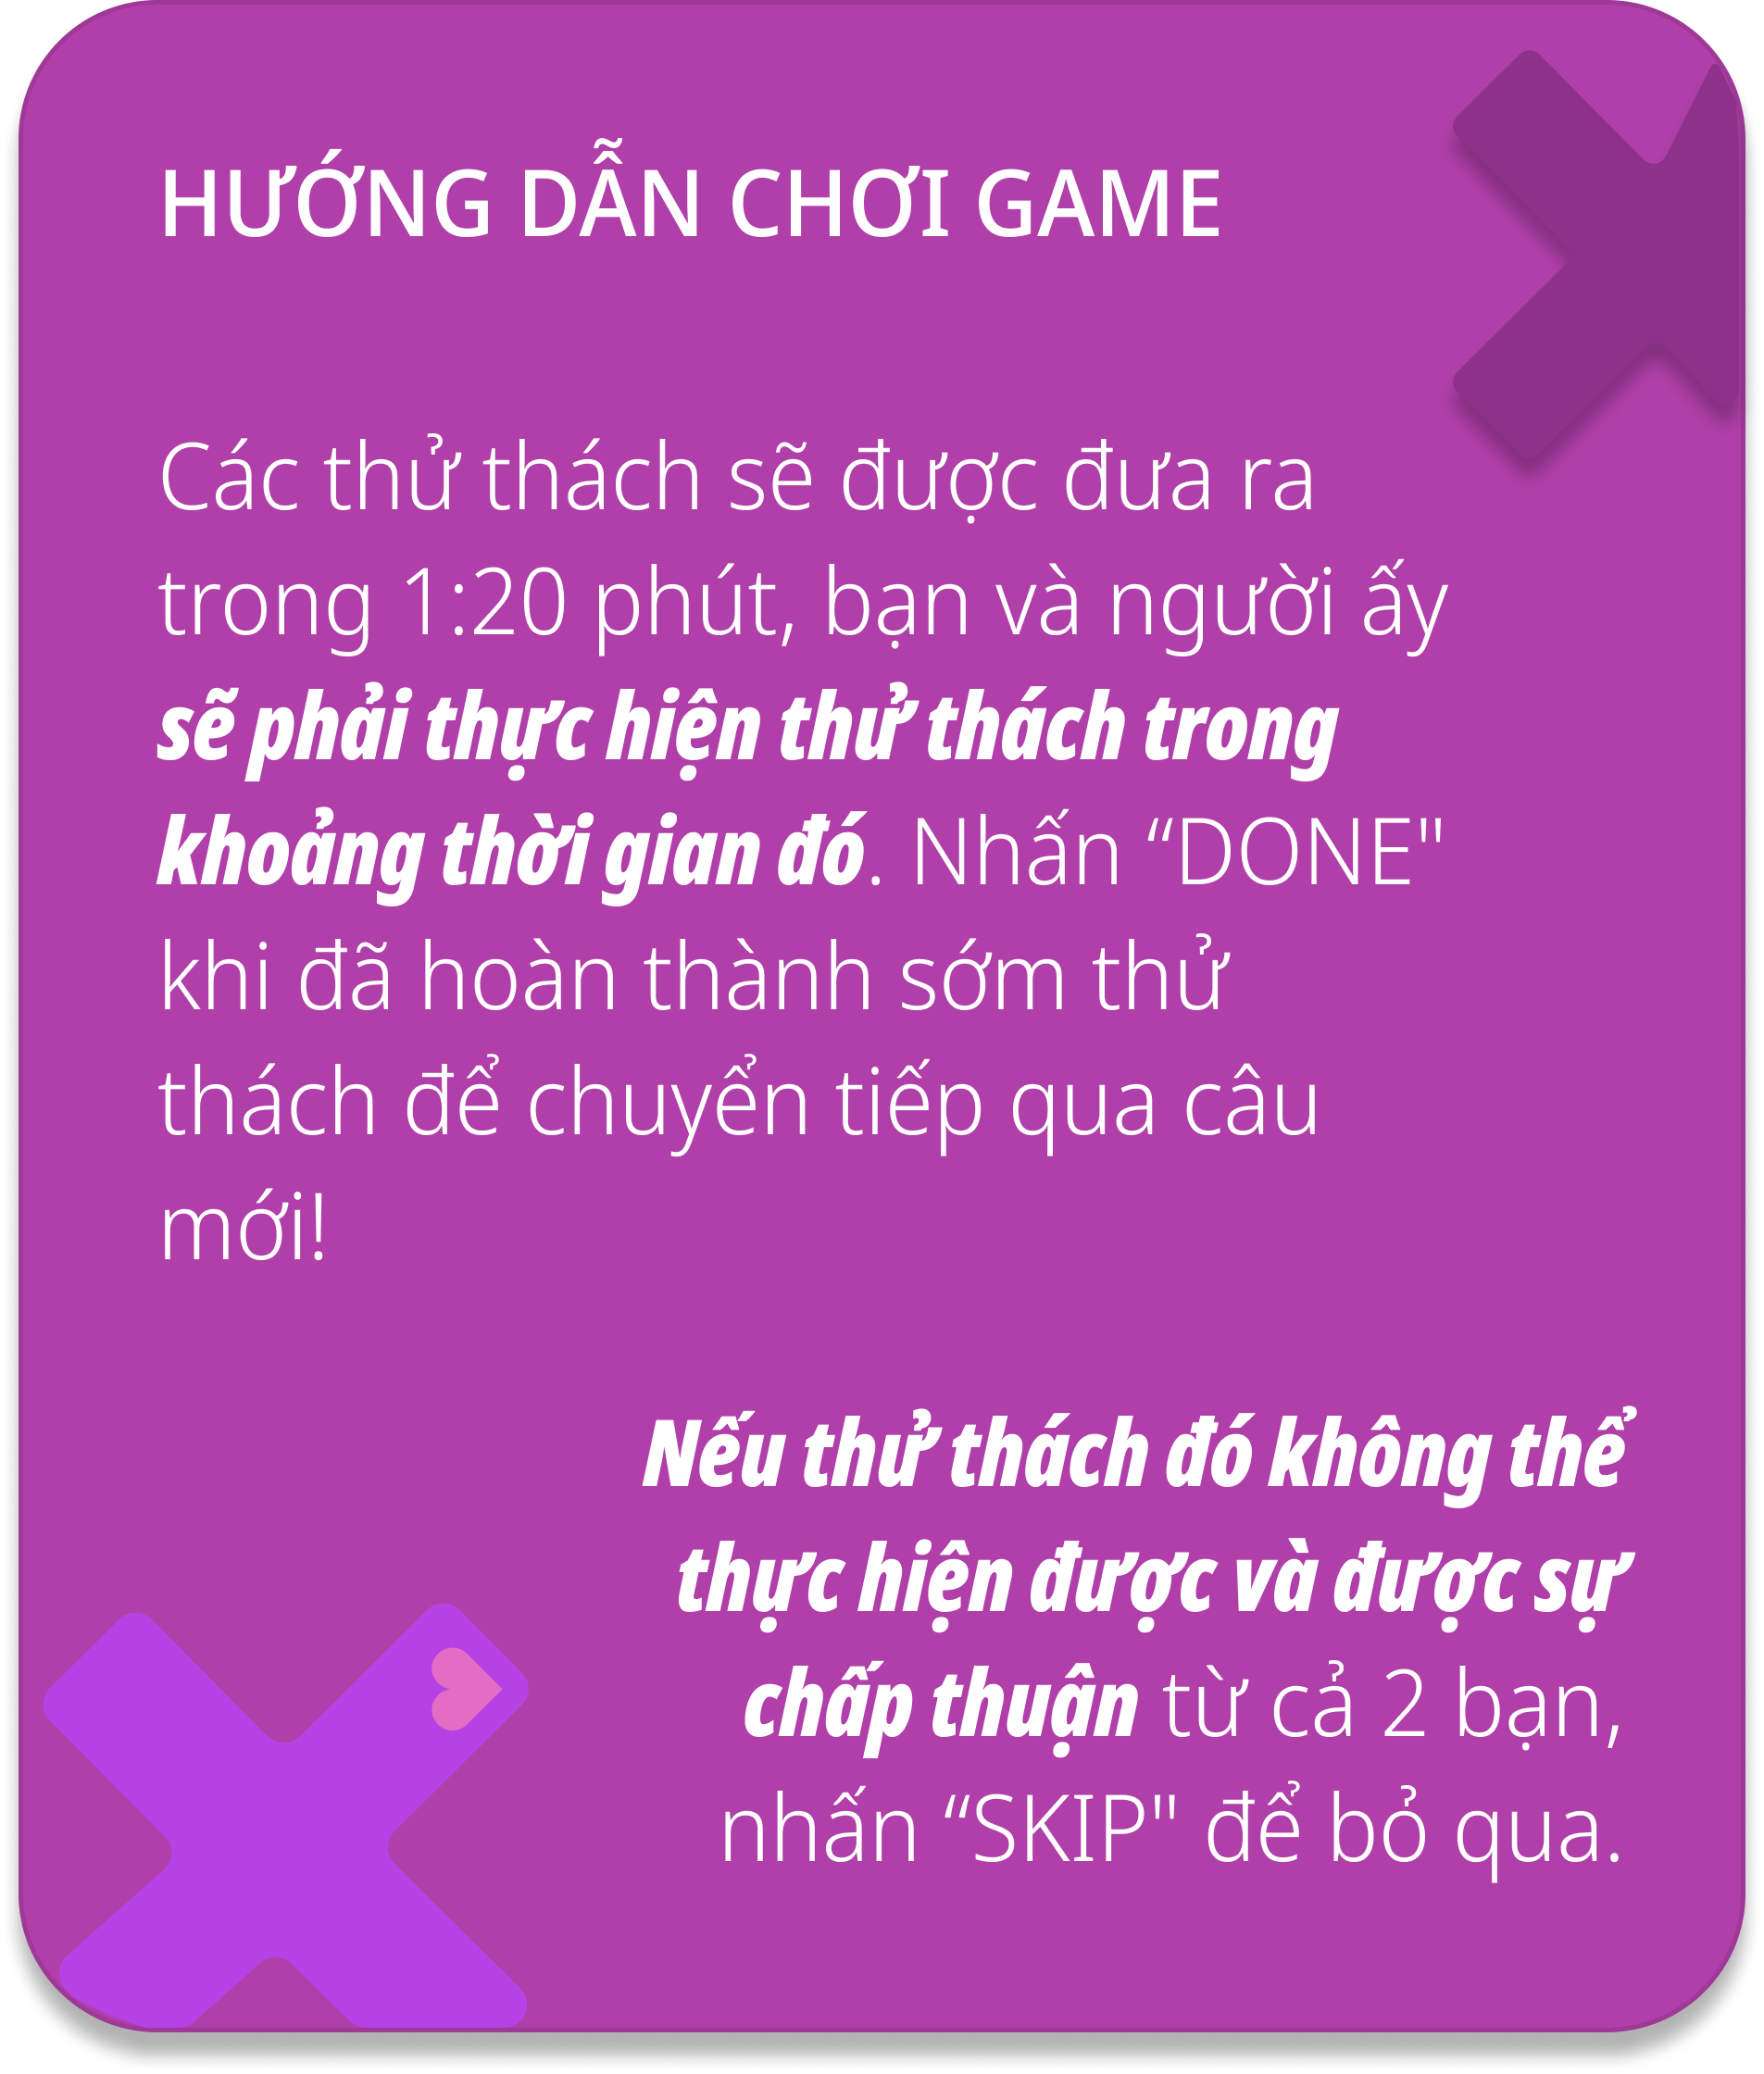 HƯỚNG DẪN CHƠI GAME
Các thử thách sẽ được đưa ra
trong 1:20 phút, bạn và người ấy
sẽ phải thực hiện thử thách trong
khoảng thời gian đó. Nhấn “DONE"
khi đã hoàn thành sớm thử
thách để chuyển tiếp qua câu
mới!
Nếu thử thách đó không thể
thực hiện được và được sự
chấp thuận từ cả 2 bạn,
nhấn “SKIP" để bỏ qua.